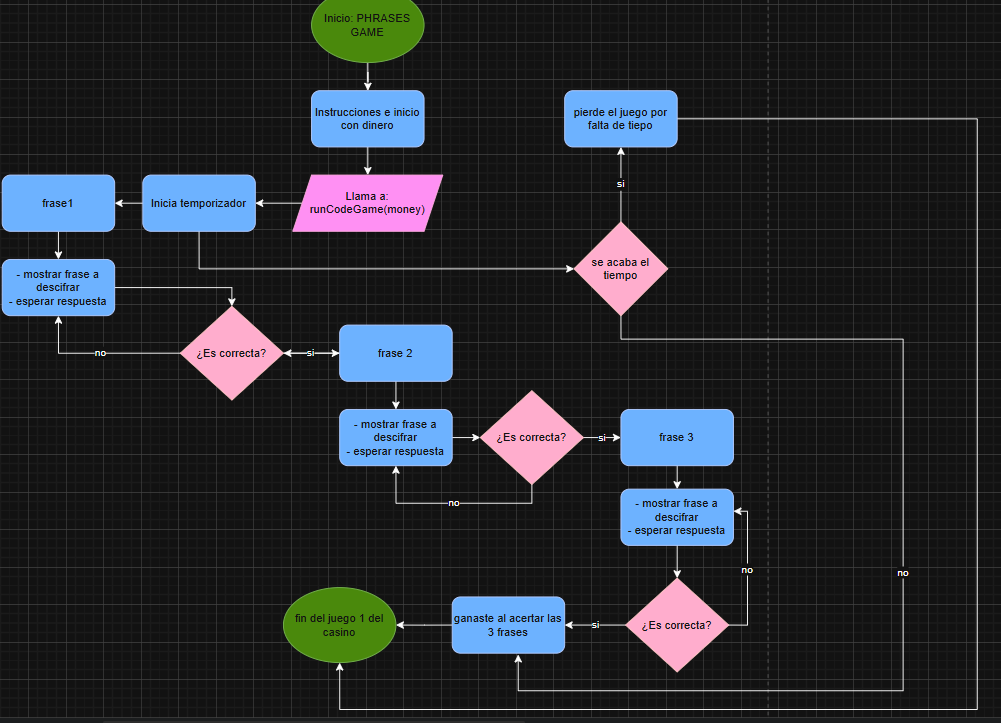 Inicio: PHRASES
GAME
Instrucciones e inicio
con dinero
pierde el juego por
falta de tiepo
si
frase1
Inicia temporizador
Llama a:
runCodeGame(money)
se acaba el
tiempo
- mostrar frase a
descifrar
- esperar respuesta
no
¿Es correcta?
si
frase 2
- mostrar frase a
descifrar
- esperar respuesta
¿Es correcta?
si
frase 3
no
- mostrar frase a
descifrar
- esperar respuesta
no
no
fin del juego 1 del
casino
ganaste al acertar las
3 frases
si
¿Es correcta?